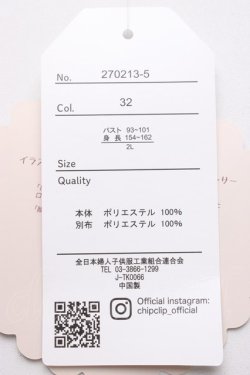 No. 270213-5
Col. 32
バスト 93~101
身長 154~162
2L
Size
Quality
本体 ポリエステル 100%
別布 ポリエステル 100%
全日本婦人子供服工業組合連合会
TEL 03-3866-1299
J-TK0066
中国製
Official instagram:
chipclip_official
イラス